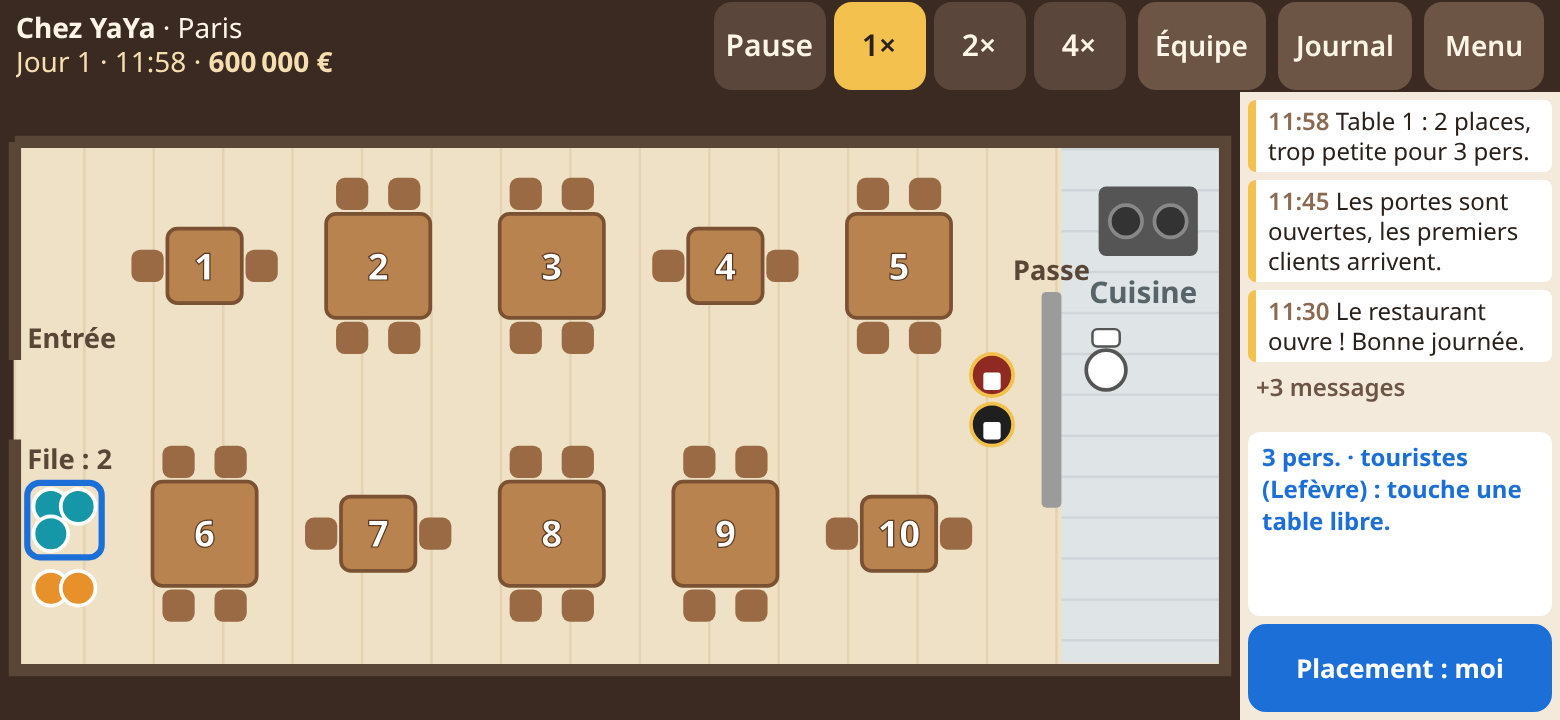 Chez YaYa · Paris
Jour 1 · 11:58 · 600 000 €
Pause
1×
2×
4×
Équipe
Journal
Menu
11:58 Table 1 : 2 places,
trop petite pour 3 pers.
11:45 Les portes sont
ouvertes, les premiers
clients arrivent.
11:30 Le restaurant
ouvre ! Bonne journée.
+3 messages
3 pers. · touristes
(Lefèvre) : touche une
table libre.
Placement : moi
1
2
3
4
5
Passe
Cuisine
Entrée
File : 2
6
7
8
9
10